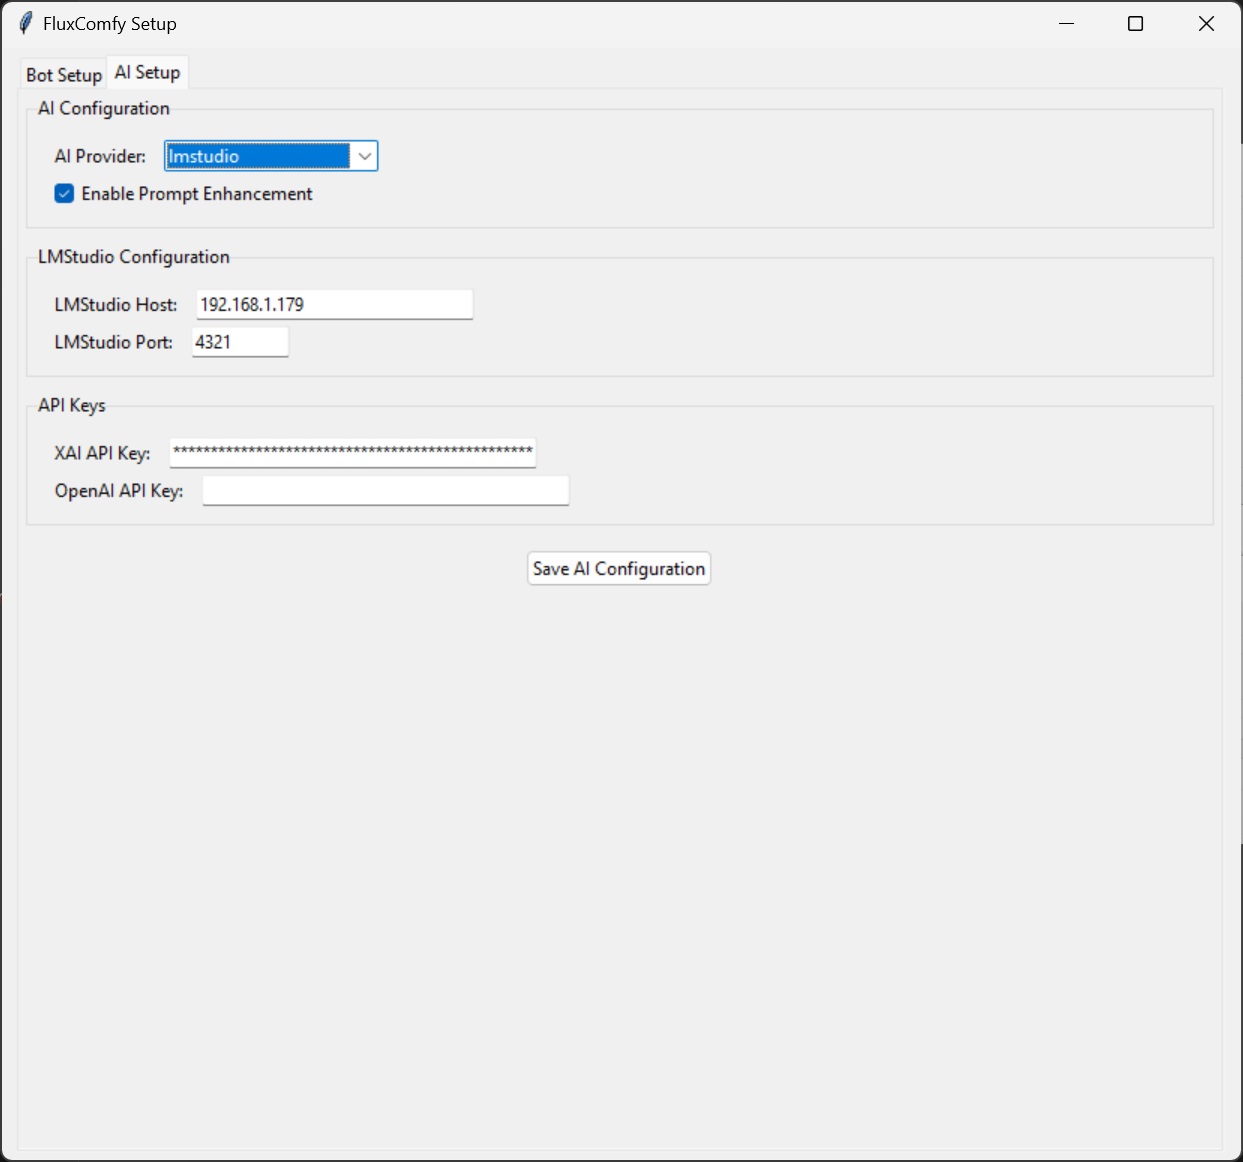 FluxComfy Setup
Bot Setup AI Setup
AI Configuration
AI Provider: lmstudio
Enable Prompt Enhancement
LMStudio Configuration
LMStudio Host: 192.168.1.179
LMStudio Port: 4321
API Keys
XAI API Key: ************************************************
OpenAI API Key:
Save AI Configuration